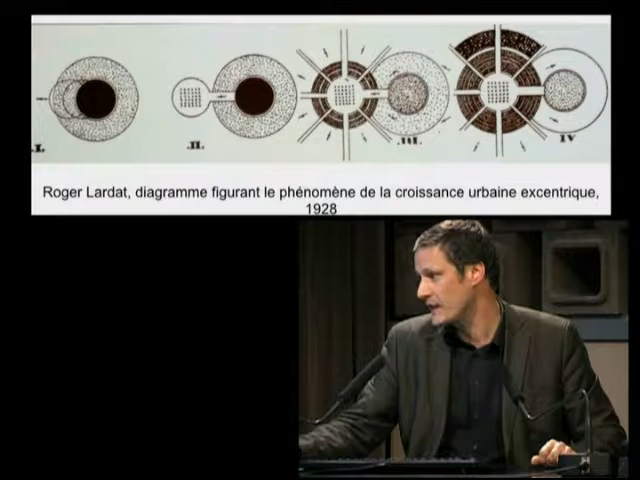 I. .II. .III. IV
Roger Lardat, diagramme figurant le phénomène de la croissance urbaine excentrique,
1928